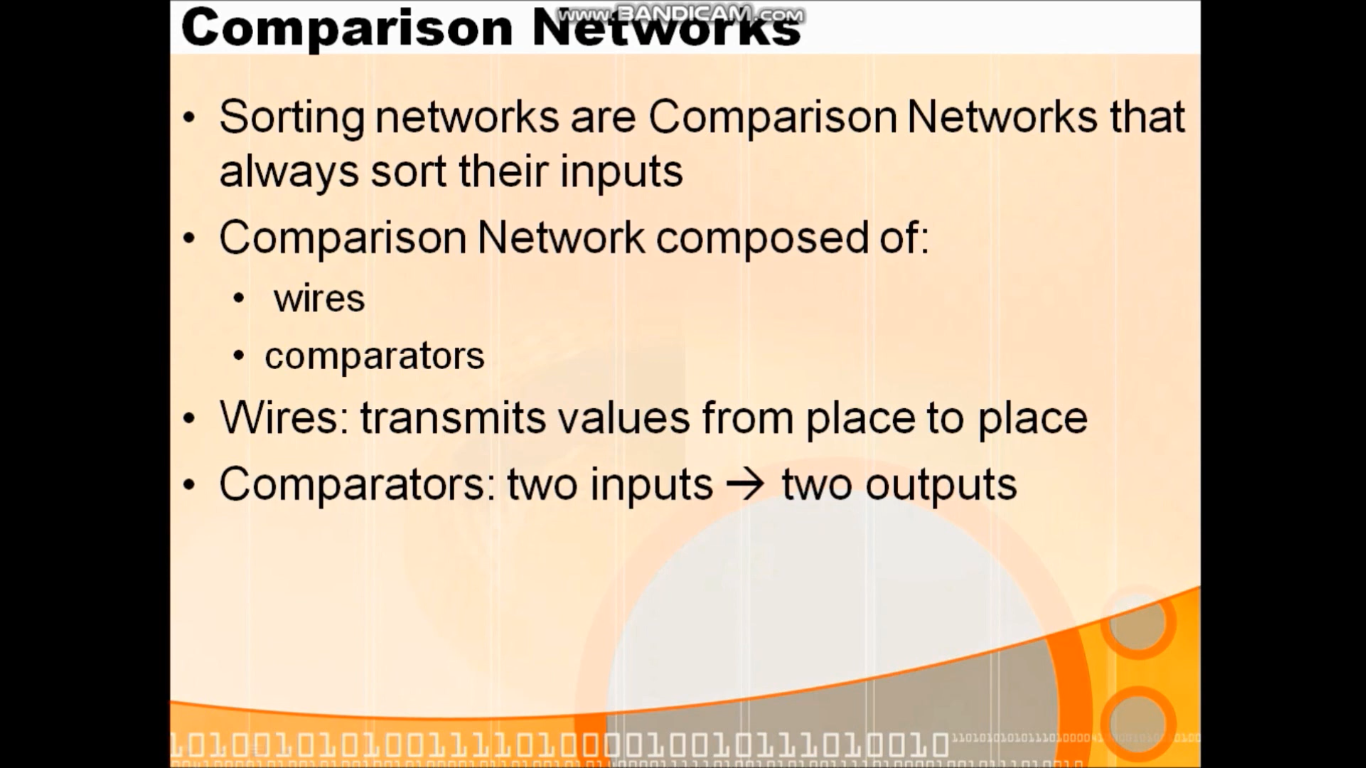 www.BANDICAM.com
Comparison Networks
• Sorting networks are Comparison Networks that
always sort their inputs
• Comparison Network composed of:
• wires
• comparators
• Wires: transmits values from place to place
• Comparators: two inputs → two outputs